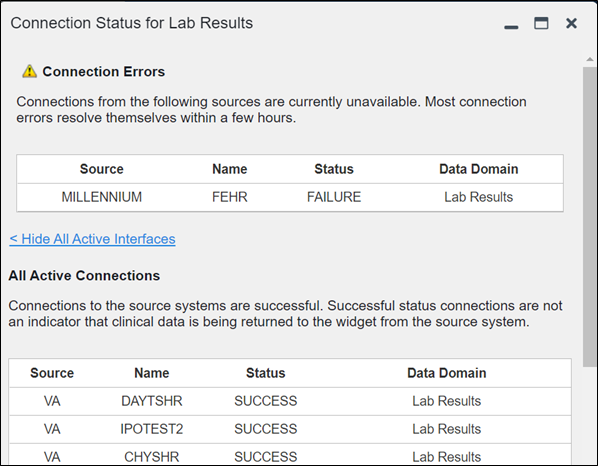 Connection Status for Lab Results
Connection Errors
Connections from the following sources are currently unavailable. Most connection
errors resolve themselves within a few hours.
Source Name Status Data Domain
MILLENNIUM FEHR FAILURE Lab Results
< Hide All Active Interfaces
All Active Connections
Connections to the source systems are successful. Successful status connections are not
an indicator that clinical data is being returned to the widget from the source system.
Source Name Status Data Domain
VA DAYTSHR SUCCESS Lab Results
VA IPOTEST2 SUCCESS Lab Results
VA CHYSHR SUCCESS Lab Results